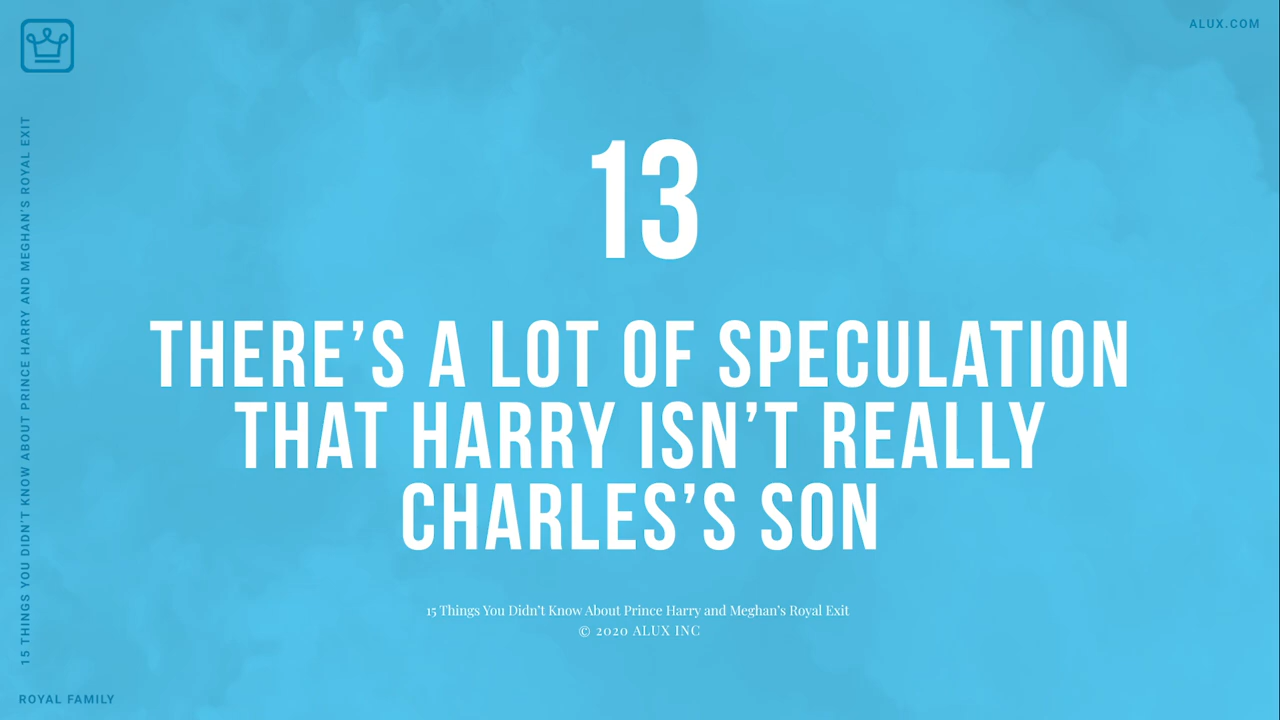 ALUX.COM
15 THINGS YOU DIDN'T KNOW ABOUT PRINCE HARRY AND MEGHAN'S ROYAL EXIT
13
THERE’S A LOT OF SPECULATION
THAT HARRY ISN’T REALLY
CHARLES’S SON
15 Things You Didn’t Know About Prince Harry and Meghan’s Royal Exit
© 2020 ALUX INC
ROYAL FAMILY